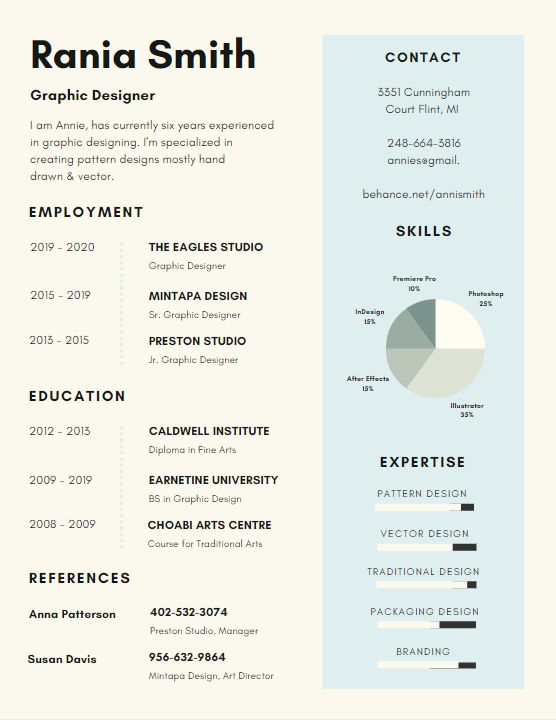 Rania Smith
Graphic Designer
I am Annie, has currently six years experienced
in graphic designing. I'm specialized in
creating pattern designs mostly hand
drawn & vector.
EMPLOYMENT
2019 - 2020
THE EAGLES STUDIO
Graphic Designer
2015 - 2019
MINTAPA DESIGN
Sr. Graphic Designer
2013 - 2015
PRESTON STUDIO
Jr. Graphic Designer
EDUCATION
2012 - 2013
CALDWELL INSTITUTE
Diploma in Fine Arts
2009 - 2019
EARNETINE UNIVERSITY
BS in Graphic Design
2008 - 2009
CHOABI ARTS CENTRE
Course for Traditional Arts
REFERENCES
Anna Patterson
402-532-3074
Preston Studio, Manager
Susan Davis
956-632-9864
Mintapa Design, Art Director
CONTACT
3351 Cunningham
Court Flint, MI
248-664-3816
annies@gmail.
behance.net/annismith
SKILLS
Premiere Pro
10%
Photoshop
25%
InDesign
15%
After Effects
15%
Illustrator
35%
EXPERTISE
PATTERN DESIGN
VECTOR DESIGN
TRADITIONAL DESIGN
PACKAGING DESIGN
BRANDING